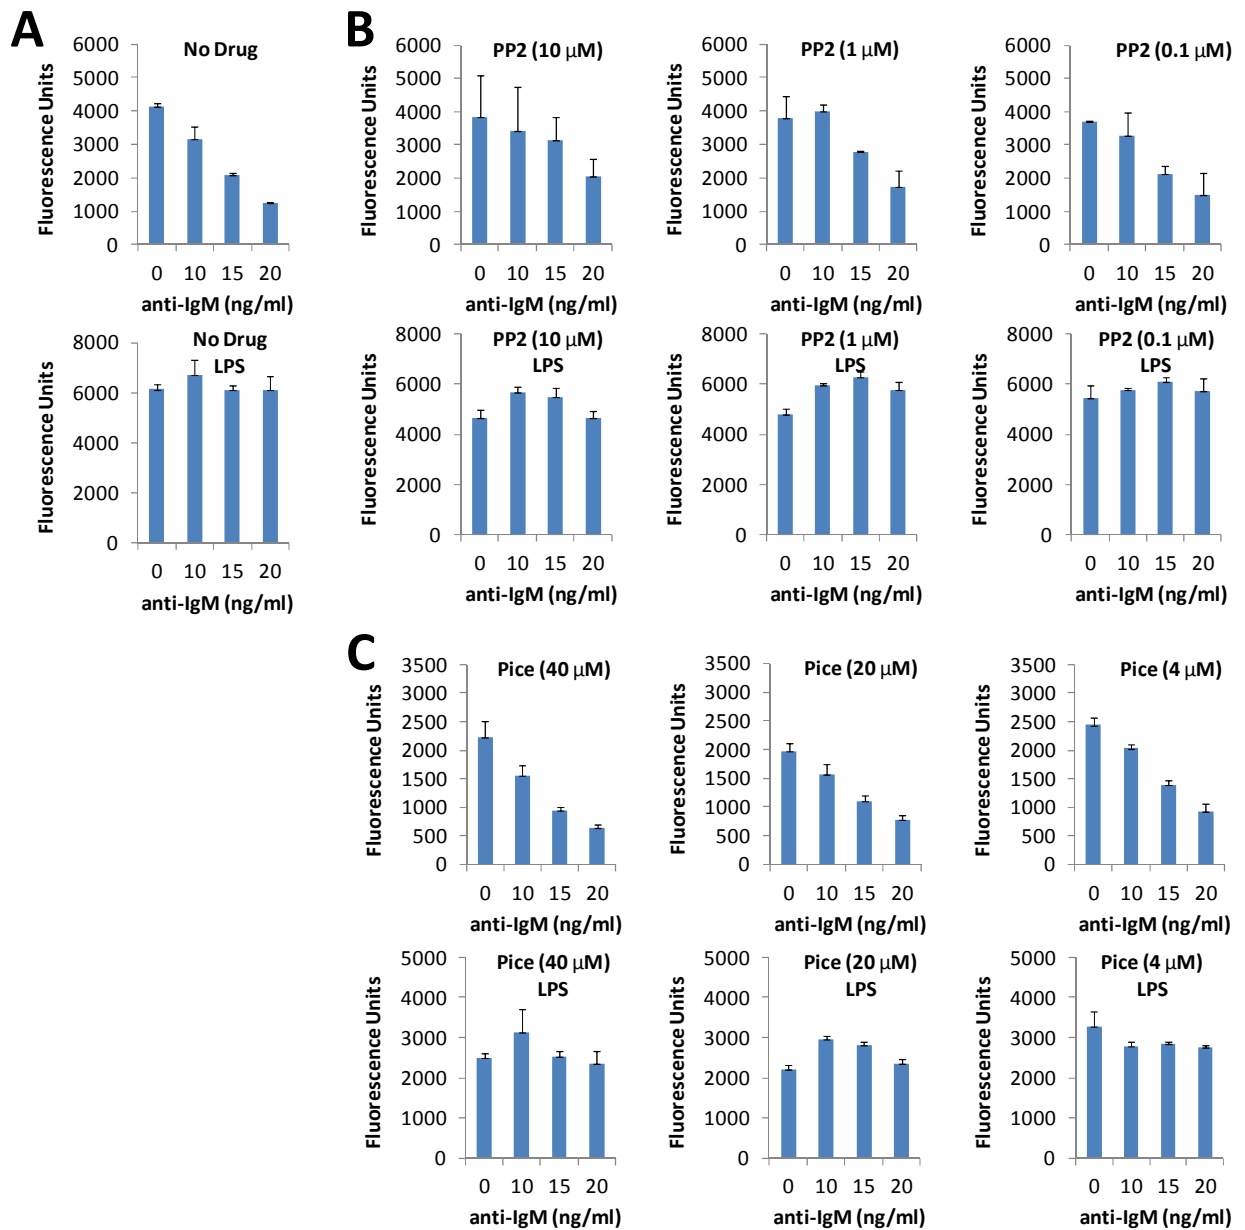 A
No Drug
Fluorescence Units
6000
5000
4000
3000
2000
1000
0
0 10 15 20
anti-IgM (ng/ml)
No Drug
LPS
Fluorescence Units
8000
6000
4000
2000
0
0 10 15 20
anti-IgM (ng/ml)
B
PP2 (10 μM)
Fluorescence Units
6000
5000
4000
3000
2000
1000
0
0 10 15 20
anti-IgM (ng/ml)
PP2 (1 μM)
Fluorescence Units
6000
5000
4000
3000
2000
1000
0
0 10 15 20
anti-IgM (ng/ml)
PP2 (0.1 μM)
Fluorescence Units
6000
5000
4000
3000
2000
1000
0
0 10 15 20
anti-IgM (ng/ml)
PP2 (10 μM)
LPS
Fluorescence Units
8000
6000
4000
2000
0
0 10 15 20
anti-IgM (ng/ml)
PP2 (1 μM)
LPS
Fluorescence Units
8000
6000
4000
2000
0
0 10 15 20
anti-IgM (ng/ml)
PP2 (0.1 μM)
LPS
Fluorescence Units
8000
6000
4000
2000
0
0 10 15 20
anti-IgM (ng/ml)
C
Pice (40 μM)
Fluorescence Units
3500
3000
2500
2000
1500
1000
500
0
0 10 15 20
anti-IgM (ng/ml)
Pice (20 μM)
Fluorescence Units
3500
3000
2500
2000
1500
1000
500
0
0 10 15 20
anti-IgM (ng/ml)
Pice (4 μM)
Fluorescence Units
3500
3000
2500
2000
1500
1000
500
0
0 10 15 20
anti-IgM (ng/ml)
Pice (40 μM)
LPS
Fluorescence Units
5000
4000
3000
2000
1000
0
0 10 15 20
anti-IgM (ng/ml)
Pice (20 μM)
LPS
Fluorescence Units
5000
4000
3000
2000
1000
0
0 10 15 20
anti-IgM (ng/ml)
Pice (4 μM)
LPS
Fluorescence Units
5000
4000
3000
2000
1000
0
0 10 15 20
anti-IgM (ng/ml)